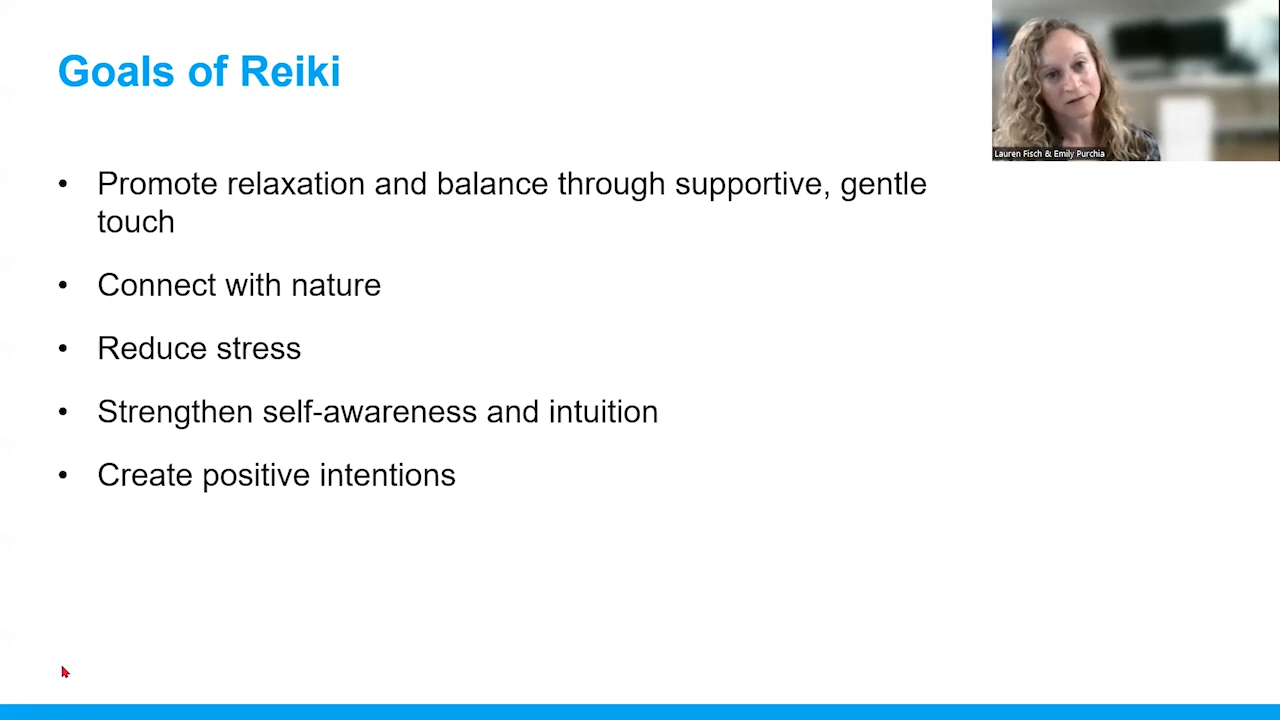 Goals of Reiki
• Promote relaxation and balance through supportive, gentle
touch
• Connect with nature
• Reduce stress
• Strengthen self-awareness and intuition
• Create positive intentions
Lauren Fisch & Emily Purchia